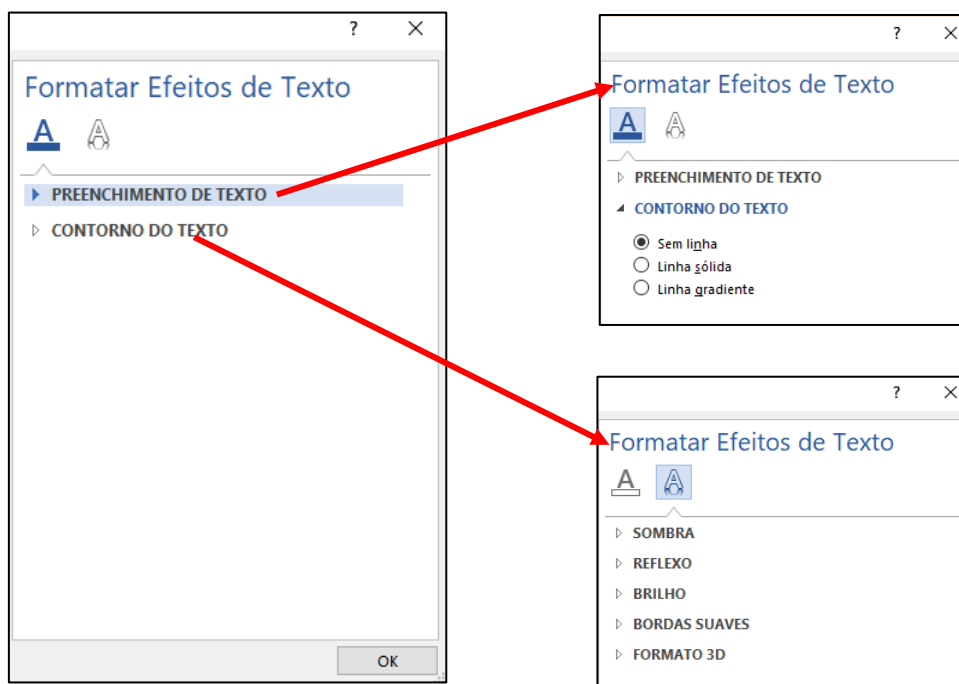 ?
Formatar Efeitos de Texto
A A
PREENCHIMENTO DE TEXTO
CONTORNO DO TEXTO
OK
?
Formatar Efeitos de Texto
A A
PREENCHIMENTO DE TEXTO
CONTORNO DO TEXTO
Sem linha
Linha sólida
Linha gradiente
?
Formatar Efeitos de Texto
A A
SOMBRA
REFLEXO
BRILHO
BORDAS SUAVES
FORMATO 3D